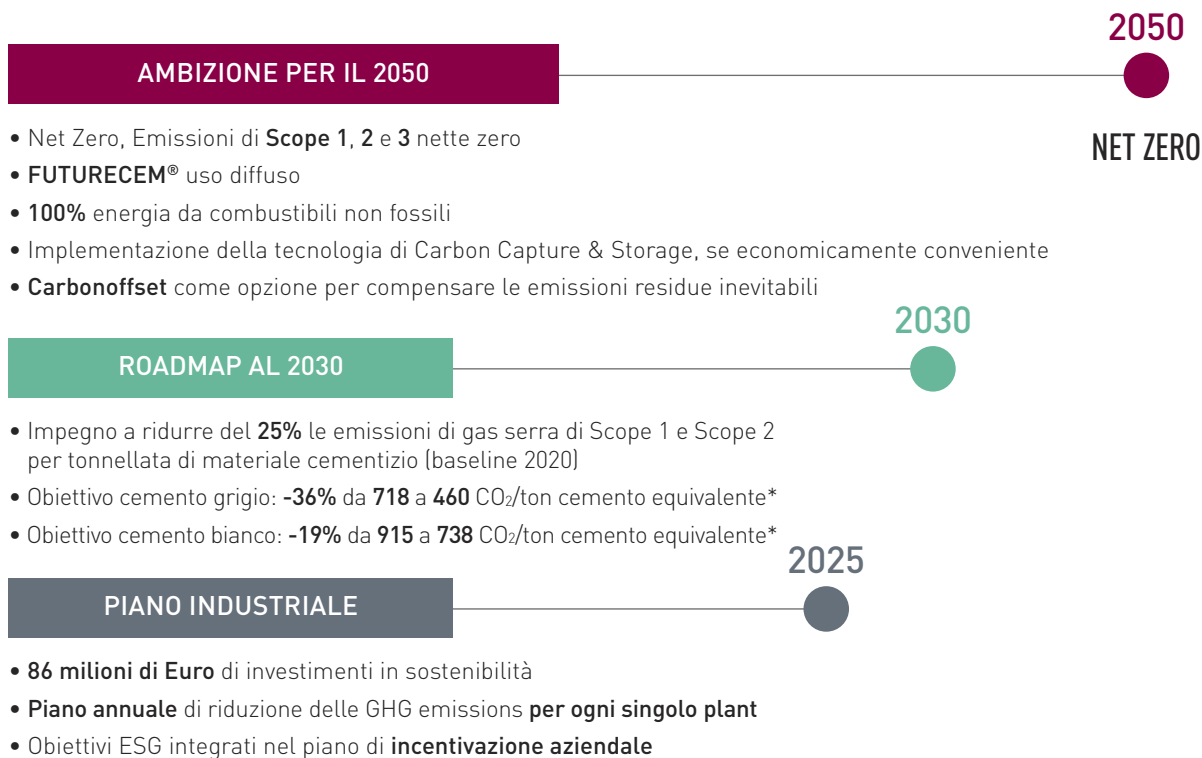 2050
AMBIZIONE PER IL 2050
NET ZERO
• Net Zero, Emissioni di Scope 1, 2 e 3 nette zero
• FUTURECEM® uso diffuso
• 100% energia da combustibili non fossili
• Implementazione della tecnologia di Carbon Capture & Storage, se economicamente conveniente
• Carbonoffset come opzione per compensare le emissioni residue inevitabili
2030
ROADMAP AL 2030
• Impegno a ridurre del 25% le emissioni di gas serra di Scope 1 e Scope 2
per tonnellata di materiale cementizio (baseline 2020)
• Obiettivo cemento grigio: -36% da 718 a 460 CO₂/ton cemento equivalente*
• Obiettivo cemento bianco: -19% da 915 a 738 CO₂/ton cemento equivalente*
2025
PIANO INDUSTRIALE
• 86 milioni di Euro di investimenti in sostenibilità
• Piano annuale di riduzione delle GHG emissions per ogni singolo plant
• Obiettivi ESG integrati nel piano di incentivazione aziendale